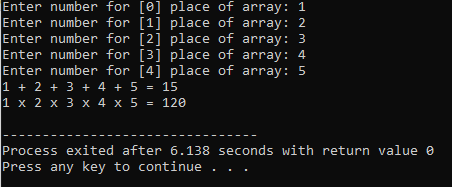 Enter number for [0] place of array: 1
Enter number for [1] place of array: 2
Enter number for [2] place of array: 3
Enter number for [3] place of array: 4
Enter number for [4] place of array: 5
1 + 2 + 3 + 4 + 5 = 15
1 x 2 x 3 x 4 x 5 = 120
--------------------------------
Process exited after 6.138 seconds with return value 0
Press any key to continue . . .